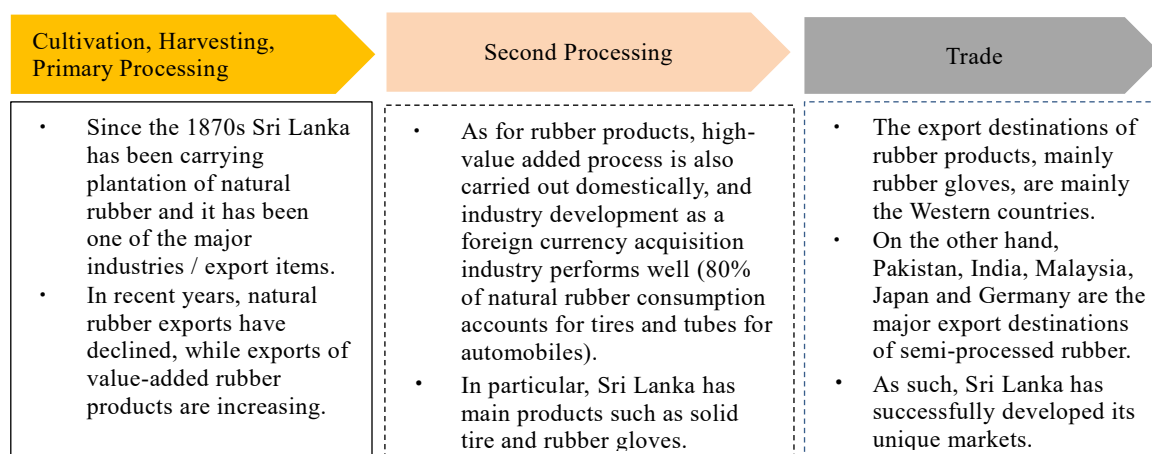 Cultivation, Harvesting,
Primary Processing
・ Since the 1870s Sri Lanka
has been carrying
plantation of natural
rubber and it has been
one of the major
industries / export items.
・ In recent years, natural
rubber exports have
declined, while exports of
value-added rubber
products are increasing.
Second Processing
・ As for rubber products, high-
value added process is also
carried out domestically, and
industry development as a
foreign currency acquisition
industry performs well (80%
of natural rubber consumption
accounts for tires and tubes for
automobiles).
・ In particular, Sri Lanka has
main products such as solid
tire and rubber gloves.
Trade
・ The export destinations of
rubber products, mainly
rubber gloves, are mainly
the Western countries.
・ On the other hand,
Pakistan, India, Malaysia,
Japan and Germany are the
major export destinations
of semi-processed rubber.
・ As such, Sri Lanka has
successfully developed its
unique markets.